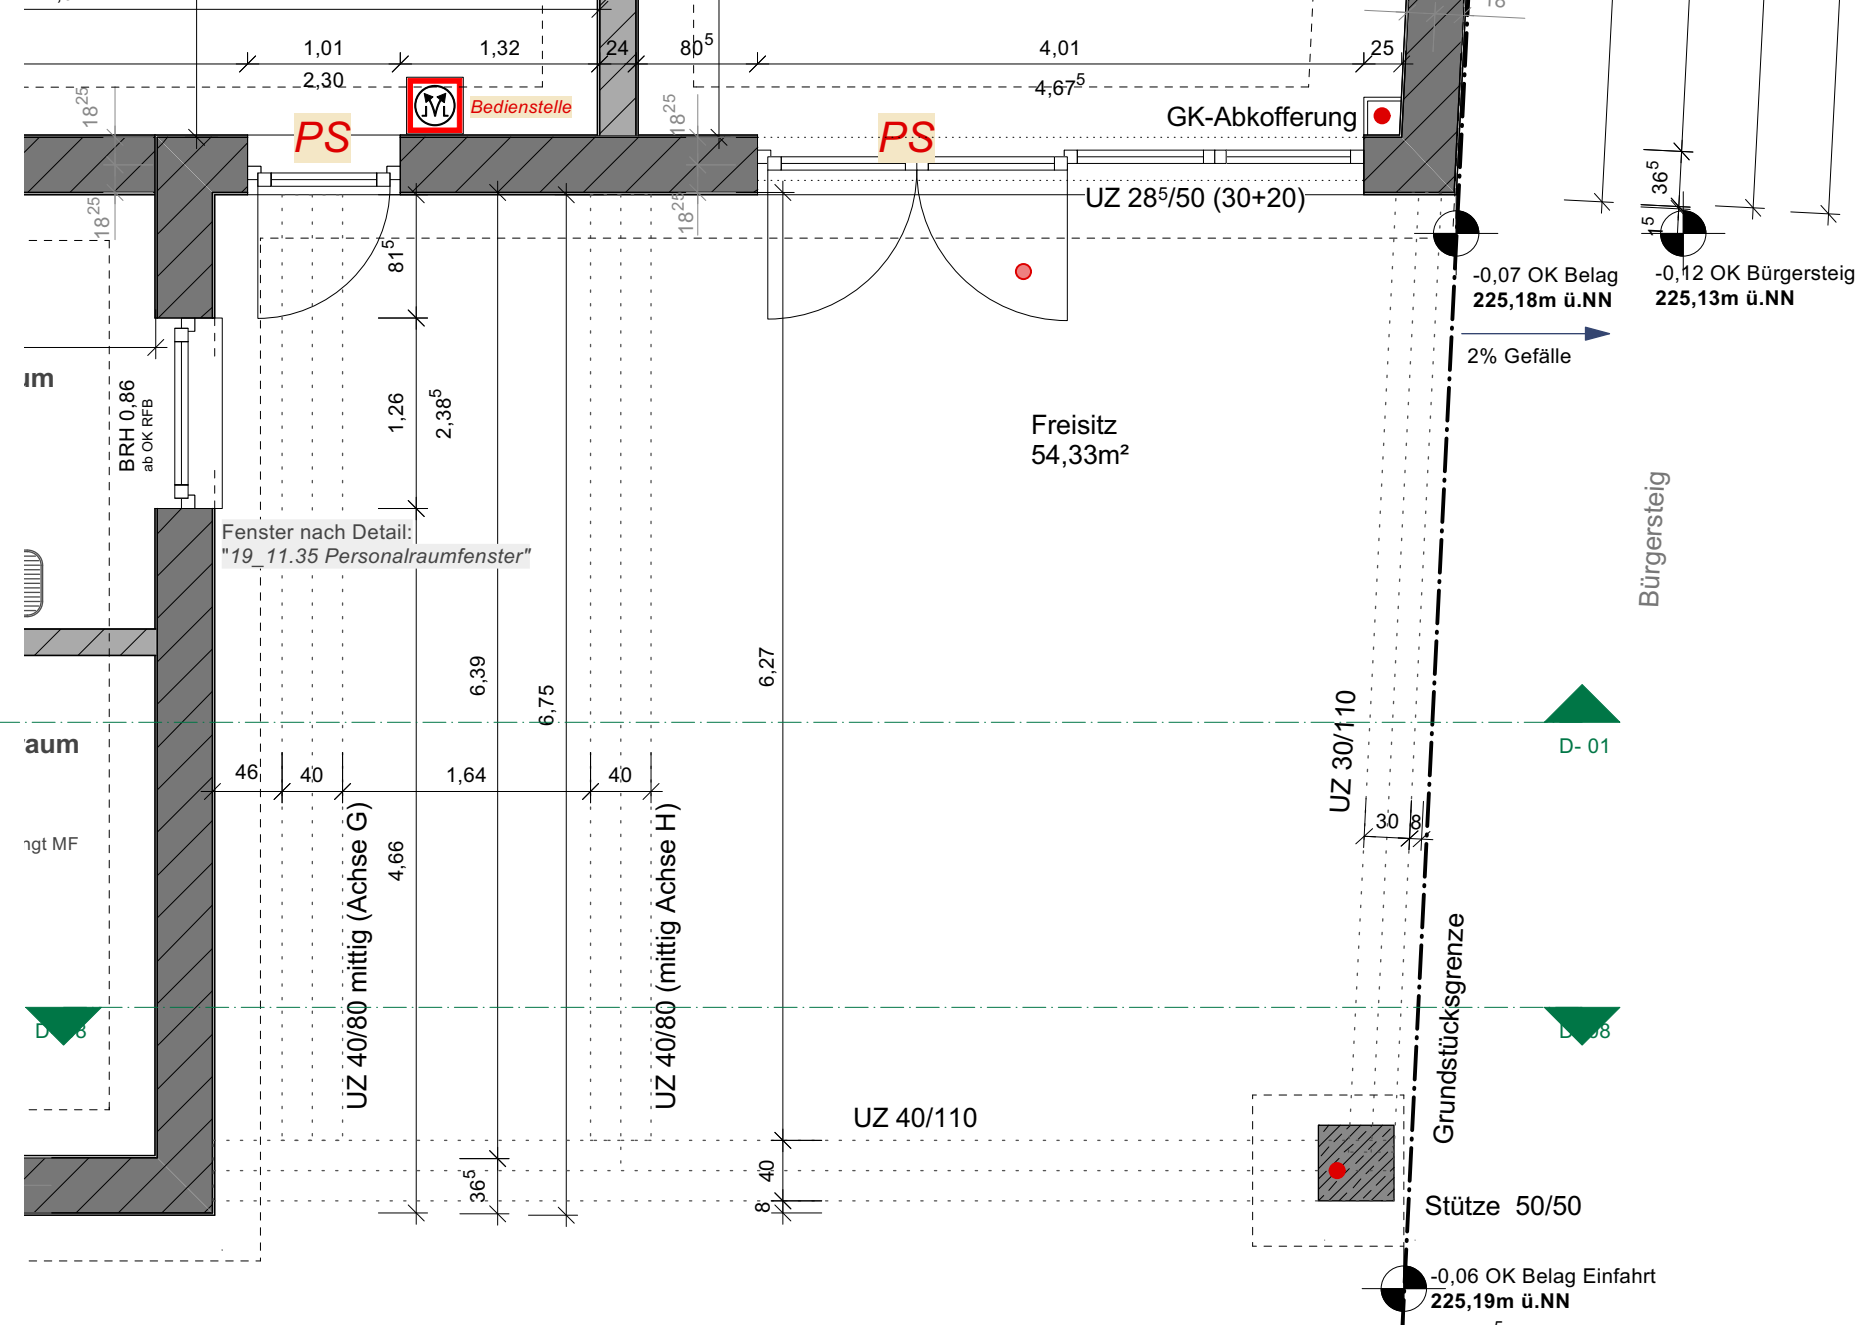 1,01
2,30
1,32
24
80⁵
4,01
4,67⁵
25
18
18²⁵
18²⁵
PS
Bedienstelle
18²⁵
18²⁵
PS
GK-Abkofferung
UZ 28⁵/50 (30+20)
36⁵
1⁵
-0,07 OK Belag
225,18m ü.NN
-0,12 OK Bürgersteig
225,13m ü.NN
2% Gefälle
81⁵
1,26
2,38⁵
um
BRH 0,86
ab OK RFB
Freisitz
54,33m²
Fenster nach Detail:
"19_11.35 Personalraumfenster"
Bürgersteig
6,39
6,75
6,27
UZ 30/110
D- 01
raum
46
40
1,64
40
30
8
ngt MF
4,66
UZ 40/80 mittig (Achse G)
UZ 40/80 (mittig Achse H)
Grundstücksgrenze
UZ 40/110
36⁵
40
8
Stütze 50/50
-0,06 OK Belag Einfahrt
225,19m ü.NN
5